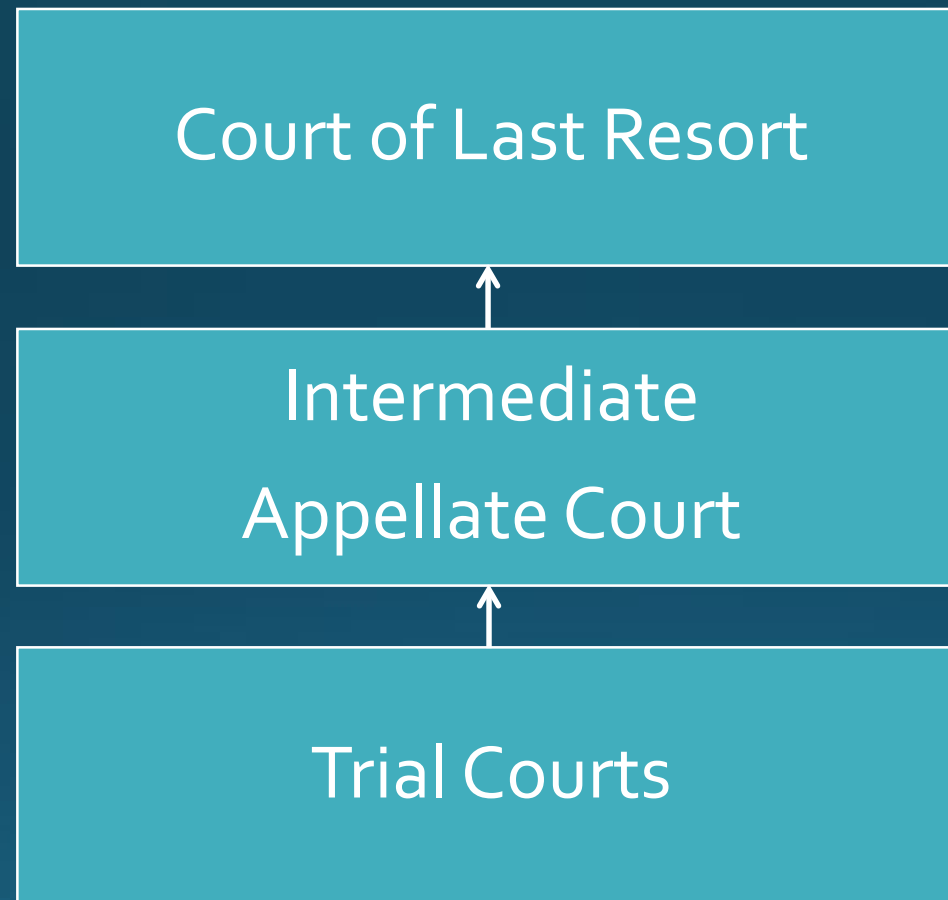 Court of Last Resort
Intermediate
Appellate Court
Trial Courts